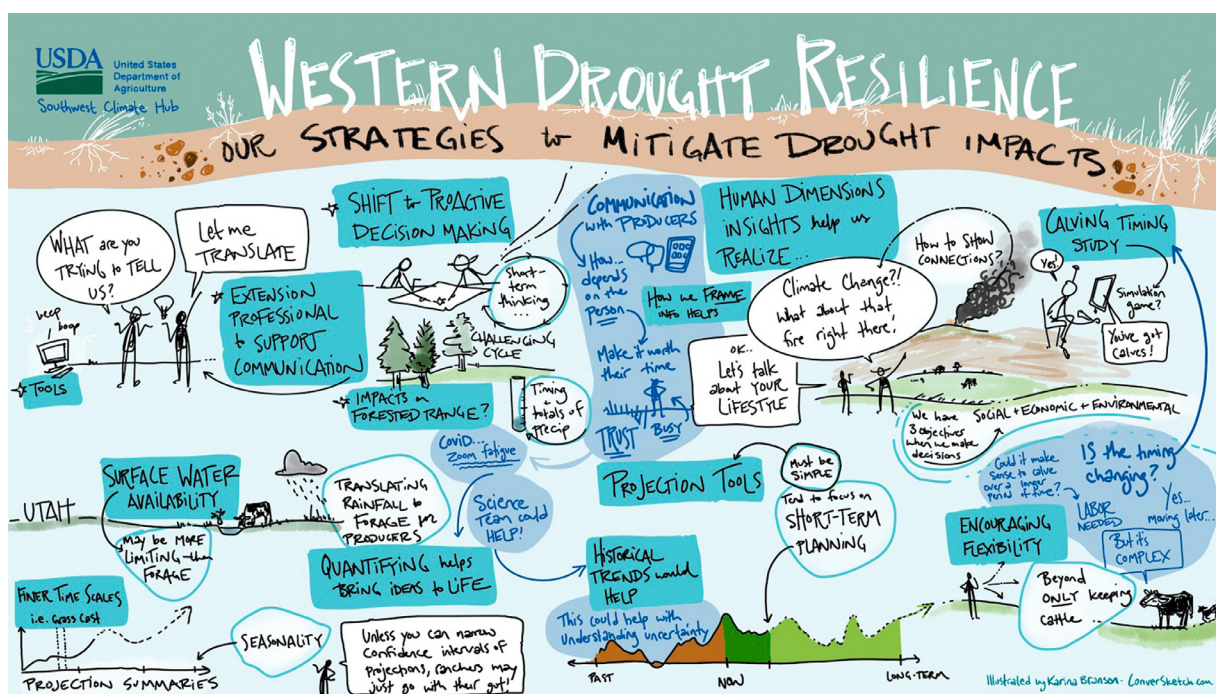 USDA
United States
Department of
Agriculture
Southwest Climate Hub
WESTERN DROUGHT RESILIENCE
OUR STRATEGIES to MITIGATE DROUGHT IMPACTS
WHAT are you
TRYING to TELL
US?
Let me
TRANSLATE
beep
boop
TOOLS
EXTENSION
PROFESSIONAL
to SUPPORT
COMMUNICATION
SHIFT to PROACTIVE
DECISION MAKING
Short-
term
thinking
...
CHALLENGING
CYCLE
IMPACTS on
FORESTED RANGE?
Timing
&
totals of
precip
COMMUNICATION
with PRODUCERS
How...
depends
on the
Person
HOW we FRAME
info HELPS
Make it worth
their time
TRUST
BUSY
HUMAN DIMENSIONS
INSIGHTS help us
REALIZE...
How to SHOW
CONNECTIONS?
Climate Change?!
What about that
fire right there!
OK..
Let's talk
about YOUR
LIFESTYLE
CALVING TIMING
STUDY
Yes!
Simulation
game?
You've got
Calves!
We have
3 objectives
when we make
decisions
SOCIAL + ECONOMIC + ENVIRONMENTAL
COVID...
Zoom fatigue
Science
Team could
HELP!
SURFACE WATER
AVAILABILITY
UTAH
MAY be MORE
LIMITING than
FORAGE
TRANSLATING
RAINFALL to
FORAGE for
PRODUCERS
QUANTIFYING helps
BRING IDEAS to LIFE
PROJECTION TOOLS
Must be
SIMPLE
Tend to focus on
SHORT-TERM
PLANNING
HISTORICAL
TRENDS would
HELP
This could help with
understanding uncertainty
PAST
NOW
LONG-TERM
Could it make
sense to calve
over a longer
period of time?
IS the timing
changing?
LABOR
NEEDED
Yes...
moving later...
But it's
COMPLEX
ENCOURAGING
FLEXIBILITY
Beyond
ONLY keeping
cattle ...
FINER TIME SCALES
i.e. Grass Cast
SEASONALITY
PROJECTION SUMMARIES
Unless you can narrow
confidence intervals of
projections, ranchers may
just go with their gut!
Illustrated by Karina Branson - CONVERSKETCH.com